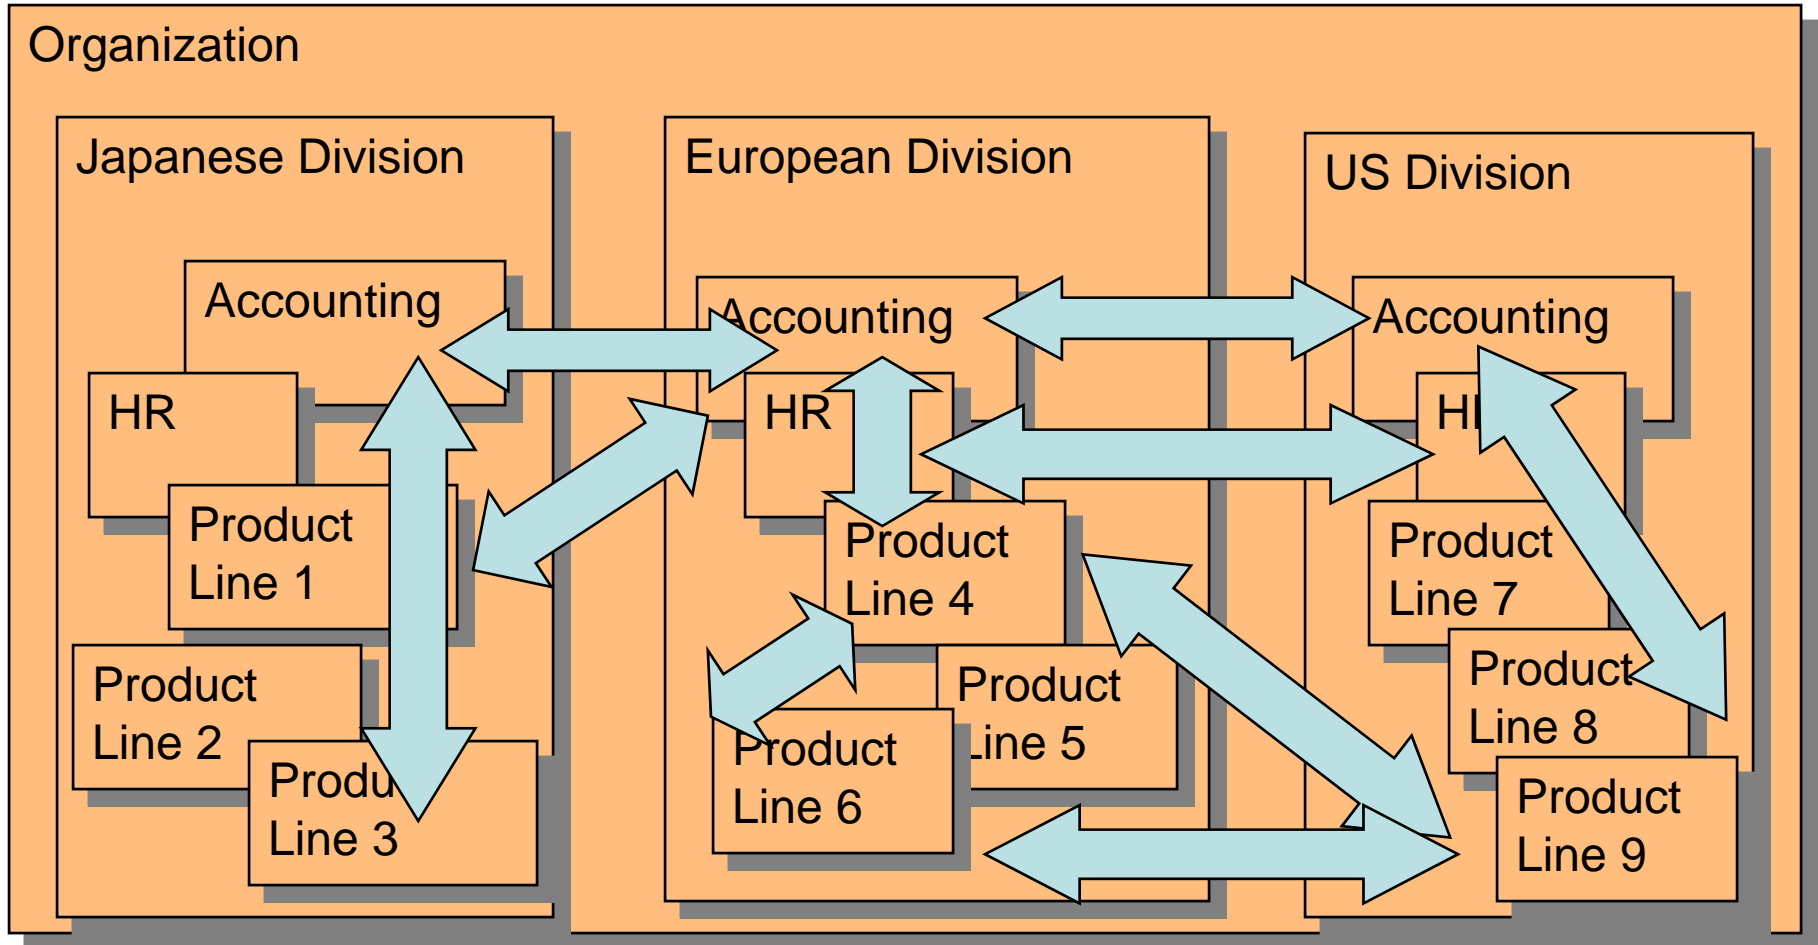 Organization
Japanese Division
Accounting
HR
Product
Line 1
Product
Line 2
Produ
Line 3
European Division
Accounting
HR
Product
Line 4
Product
Line 5
Product
Line 6
US Division
Accounting
Product
Line 7
Product
Line 8
Product
Line 9